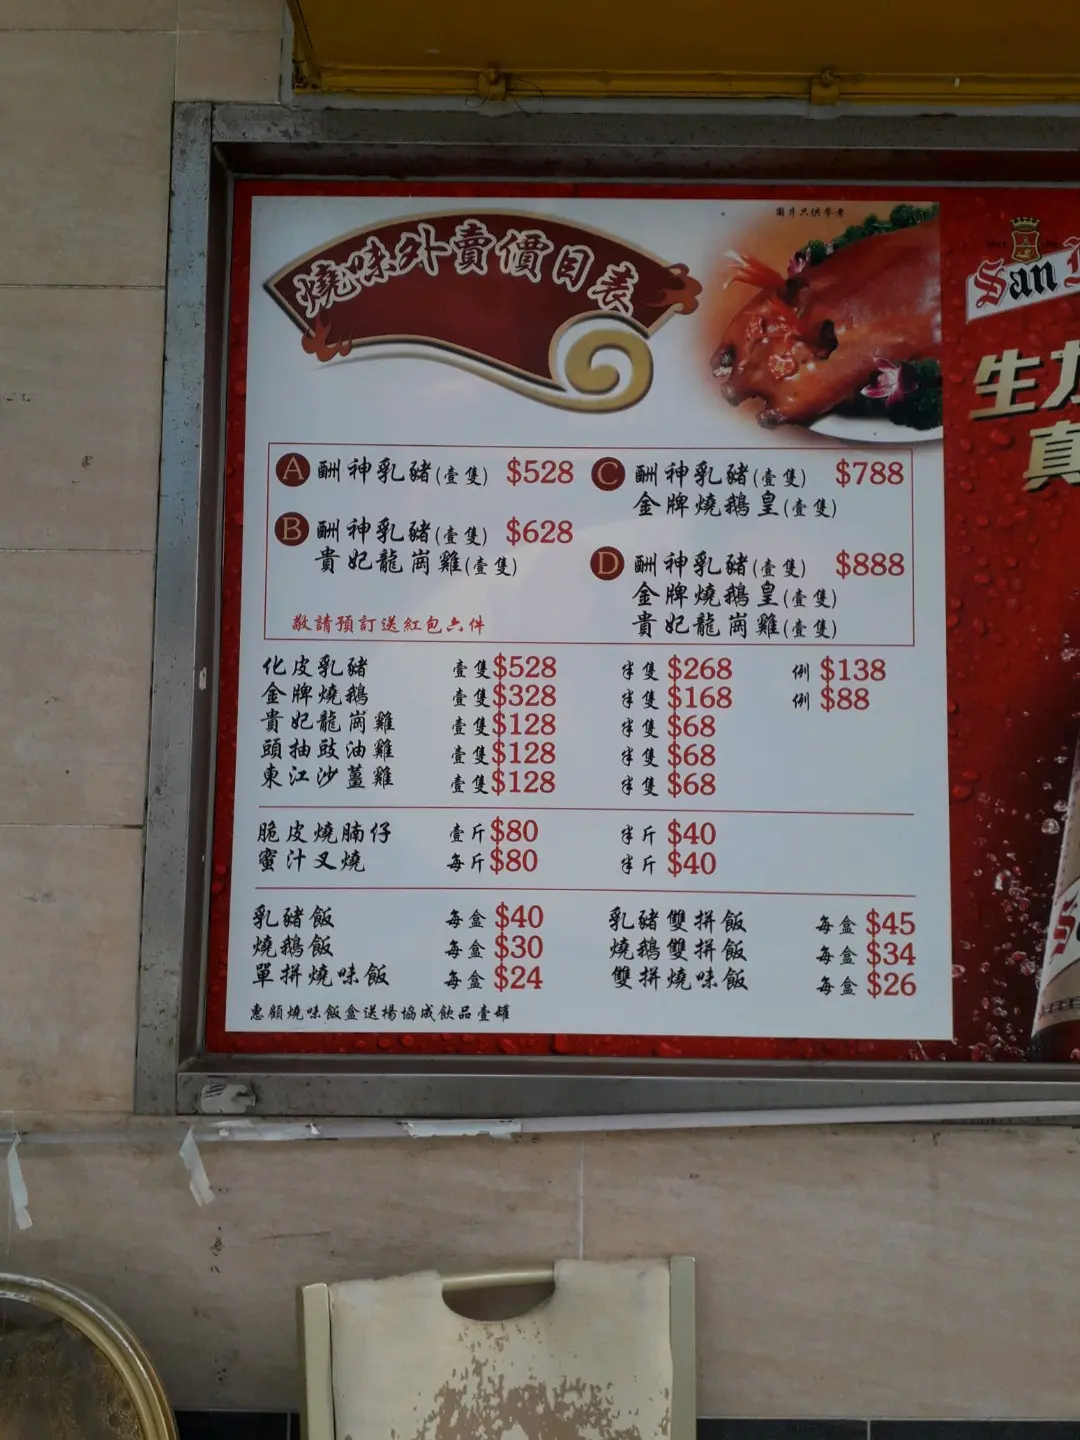 圖片只供參考
燒味外賣價目表
A 酬神乳豬(壹隻) $528
B 酬神乳豬(壹隻) $628
貴妃龍崗雞(壹隻)
敬請預訂送紅包六件
C 酬神乳豬(壹隻) $788
金牌燒鵝皇(壹隻)
D 酬神乳豬(壹隻) $888
金牌燒鵝皇(壹隻)
貴妃龍崗雞(壹隻)
化皮乳豬 壹隻$528 半隻$268 例$138
金牌燒鵝 壹隻$328 半隻$168 例$88
貴妃龍崗雞 壹隻$128 半隻$68
頭抽豉油雞 壹隻$128 半隻$68
東江沙薑雞 壹隻$128 半隻$68
脆皮燒腩仔 壹斤$80 半斤$40
蜜汁叉燒 每斤$80 半斤$40
乳豬飯 每盒$40 乳豬雙拼飯 每盒$45
燒鵝飯 每盒$30 燒鵝雙拼飯 每盒$34
單拼燒味飯 每盒$24 雙拼燒味飯 每盒$26
惠顧燒味飯盒送楊協成飲品壹罐
San
生力
真